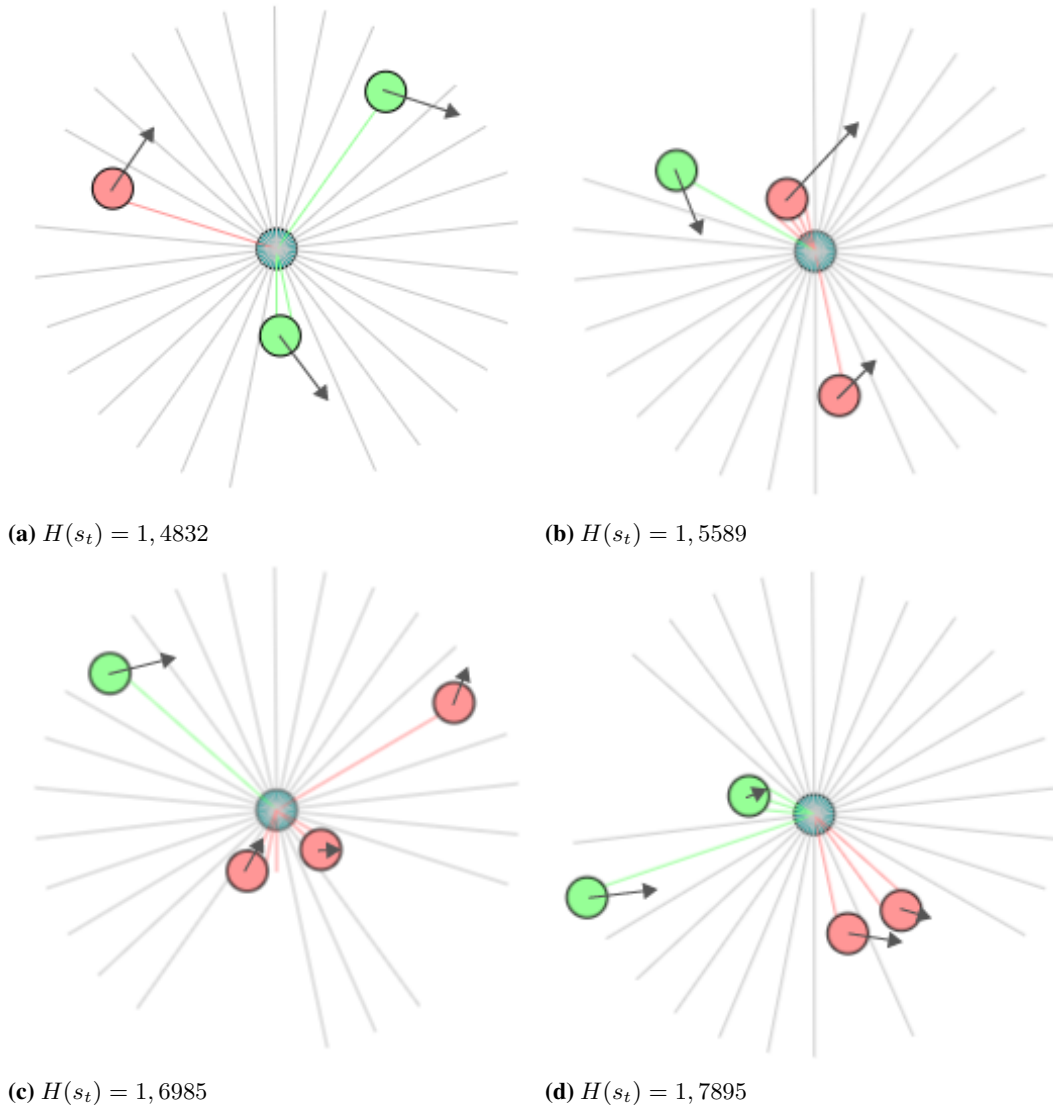 (a) H(s_t) = 1,4832
(b) H(s_t) = 1,5589
(c) H(s_t) = 1,6985
(d) H(s_t) = 1,7895